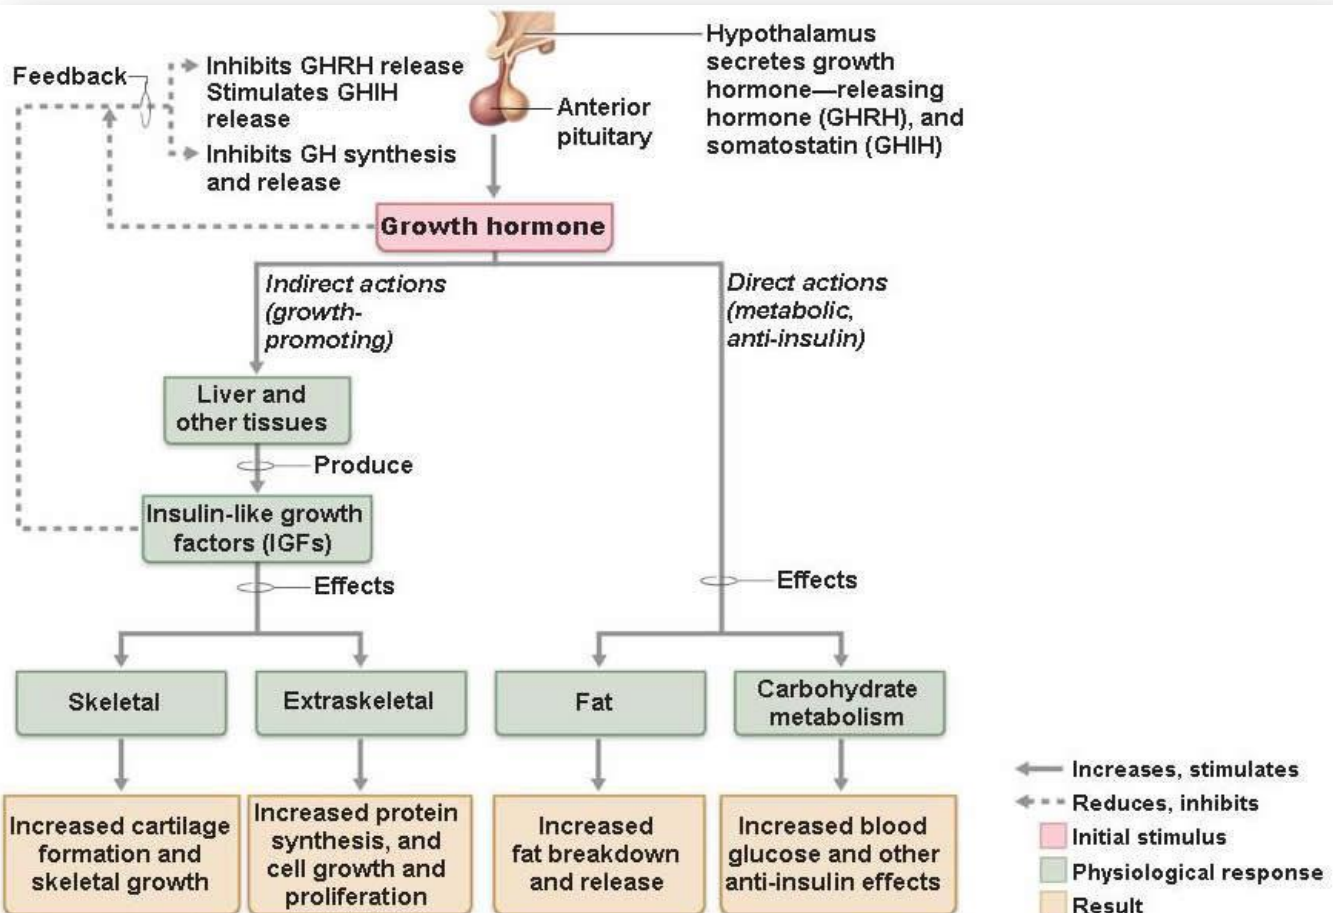 Feedback
Inhibits GHRH release
Stimulates GHIH
release
Inhibits GH synthesis
and release
Anterior
pituitary
Hypothalamus
secretes growth
hormone—releasing
hormone (GHRH), and
somatostatin (GHIH)
Growth hormone
Indirect actions
(growth-
promoting)
Direct actions
(metabolic,
anti-insulin)
Liver and
other tissues
Produce
Insulin-like growth
factors (IGFs)
Effects
Effects
Skeletal
Extraskeletal
Fat
Carbohydrate
metabolism
Increased cartilage
formation and
skeletal growth
Increased protein
synthesis, and
cell growth and
proliferation
Increased
fat breakdown
and release
Increased blood
glucose and other
anti-insulin effects
Increases, stimulates
Reduces, inhibits
Initial stimulus
Physiological response
Result